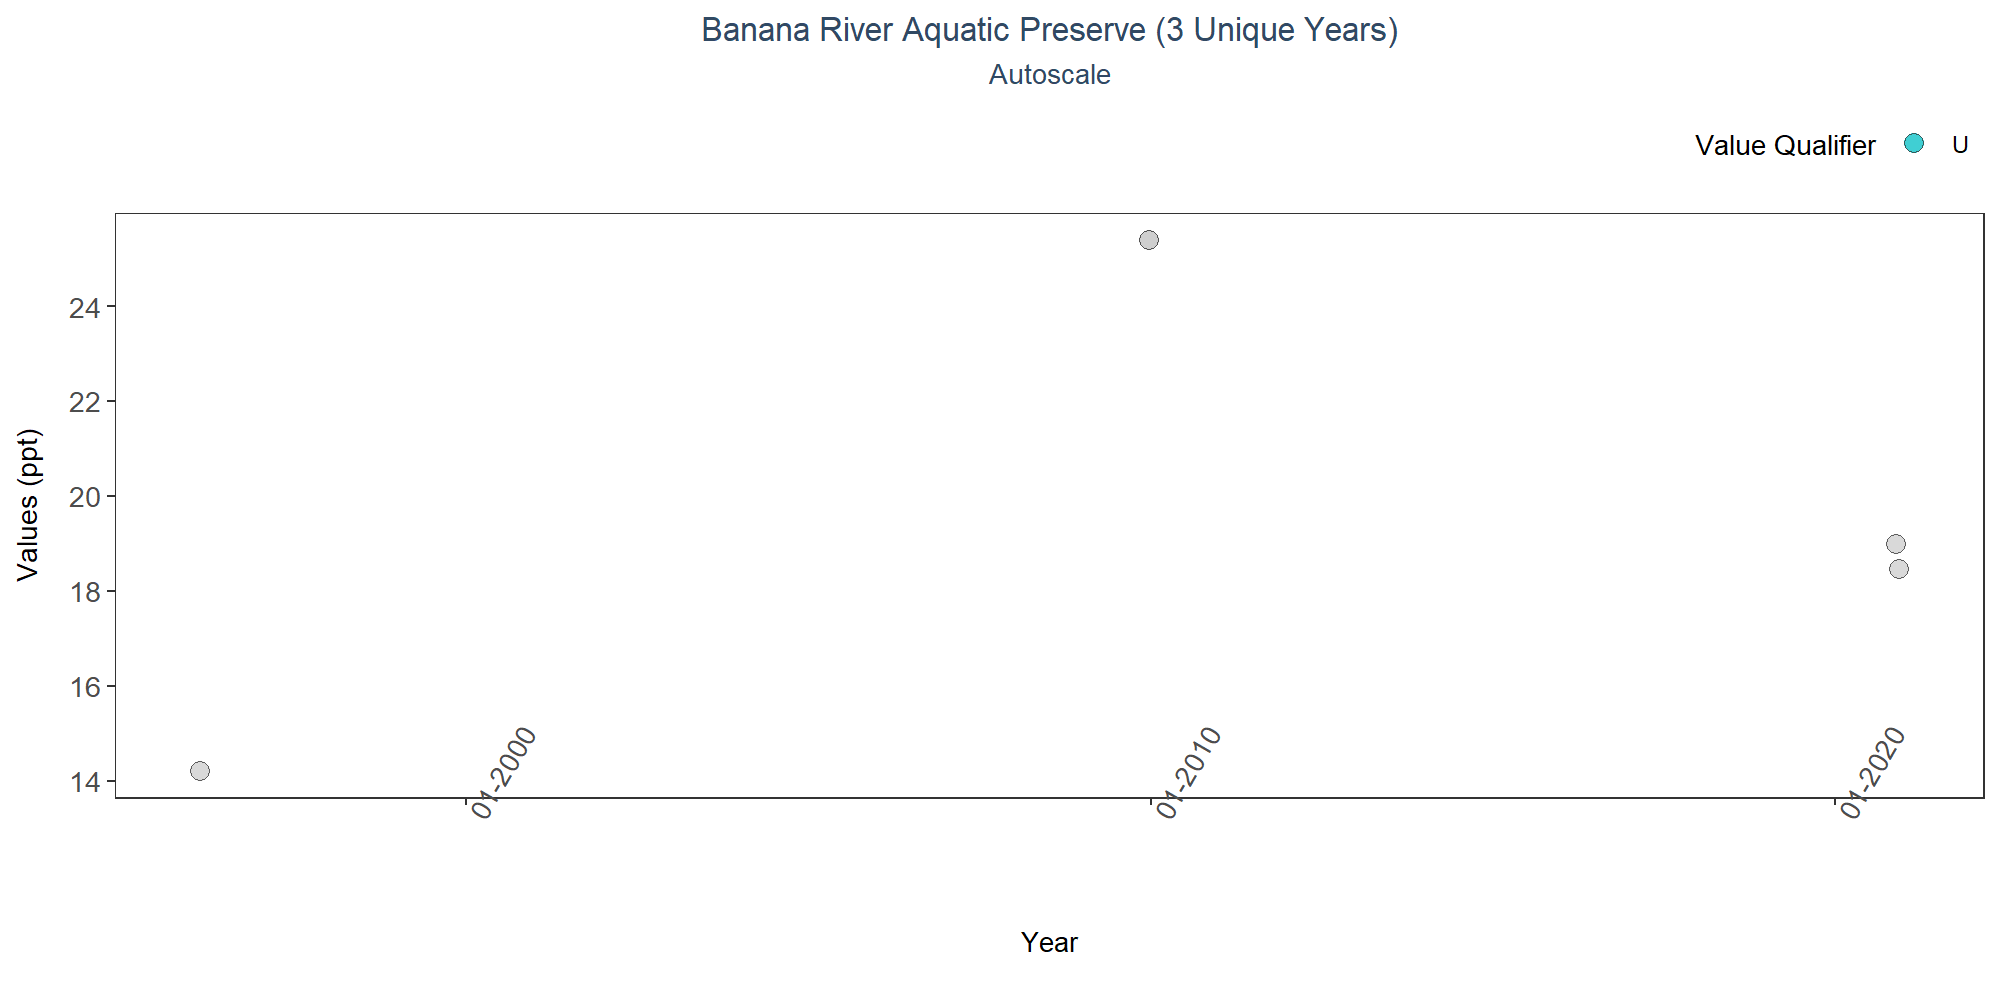 Banana River Aquatic Preserve (3 Unique Years)
Autoscale
Value Qualifier U
Values (ppt)
24
22
20
18
16
14
01-2000
01-2010
01-2020
Year